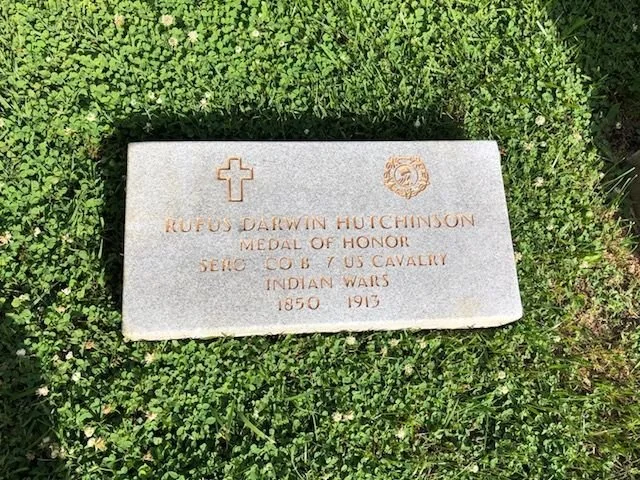 RUFUS DARWIN HUTCHINSON
MEDAL OF HONOR
SERG CO B 7 US CAVALRY
INDIAN WARS
1850 1913